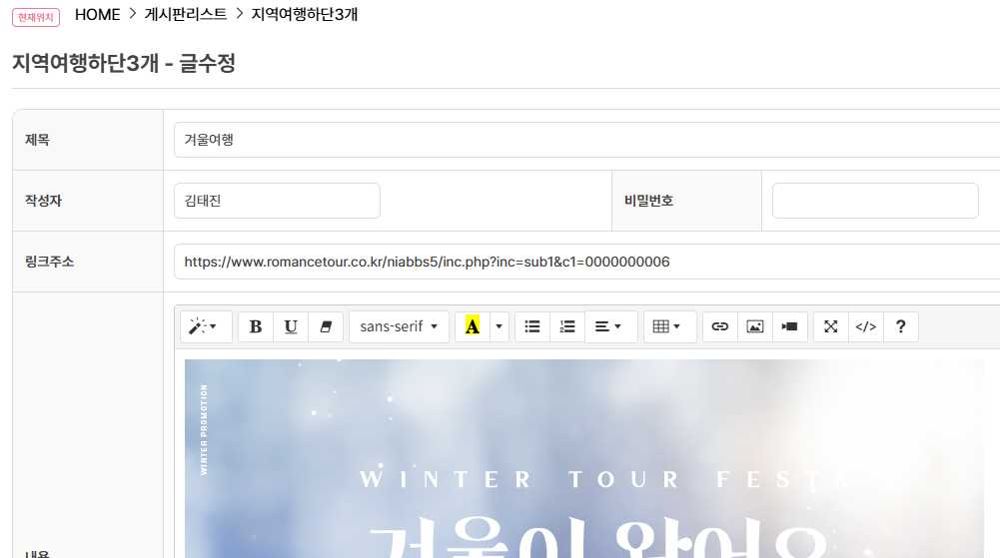 현재위치 HOME > 게시판리스트 > 지역여행하단3개
지역여행하단3개 - 글수정
제목 겨울여행
작성자 김태진 비밀번호
링크주소 https://www.romancetour.co.kr/niabbs5/inc.php?inc=sub1&c1=0000000006
B U sans-serif A </> ?
WINTER PROMOTION
WINTER TOUR FESTA
겨울이 왔어요
내용